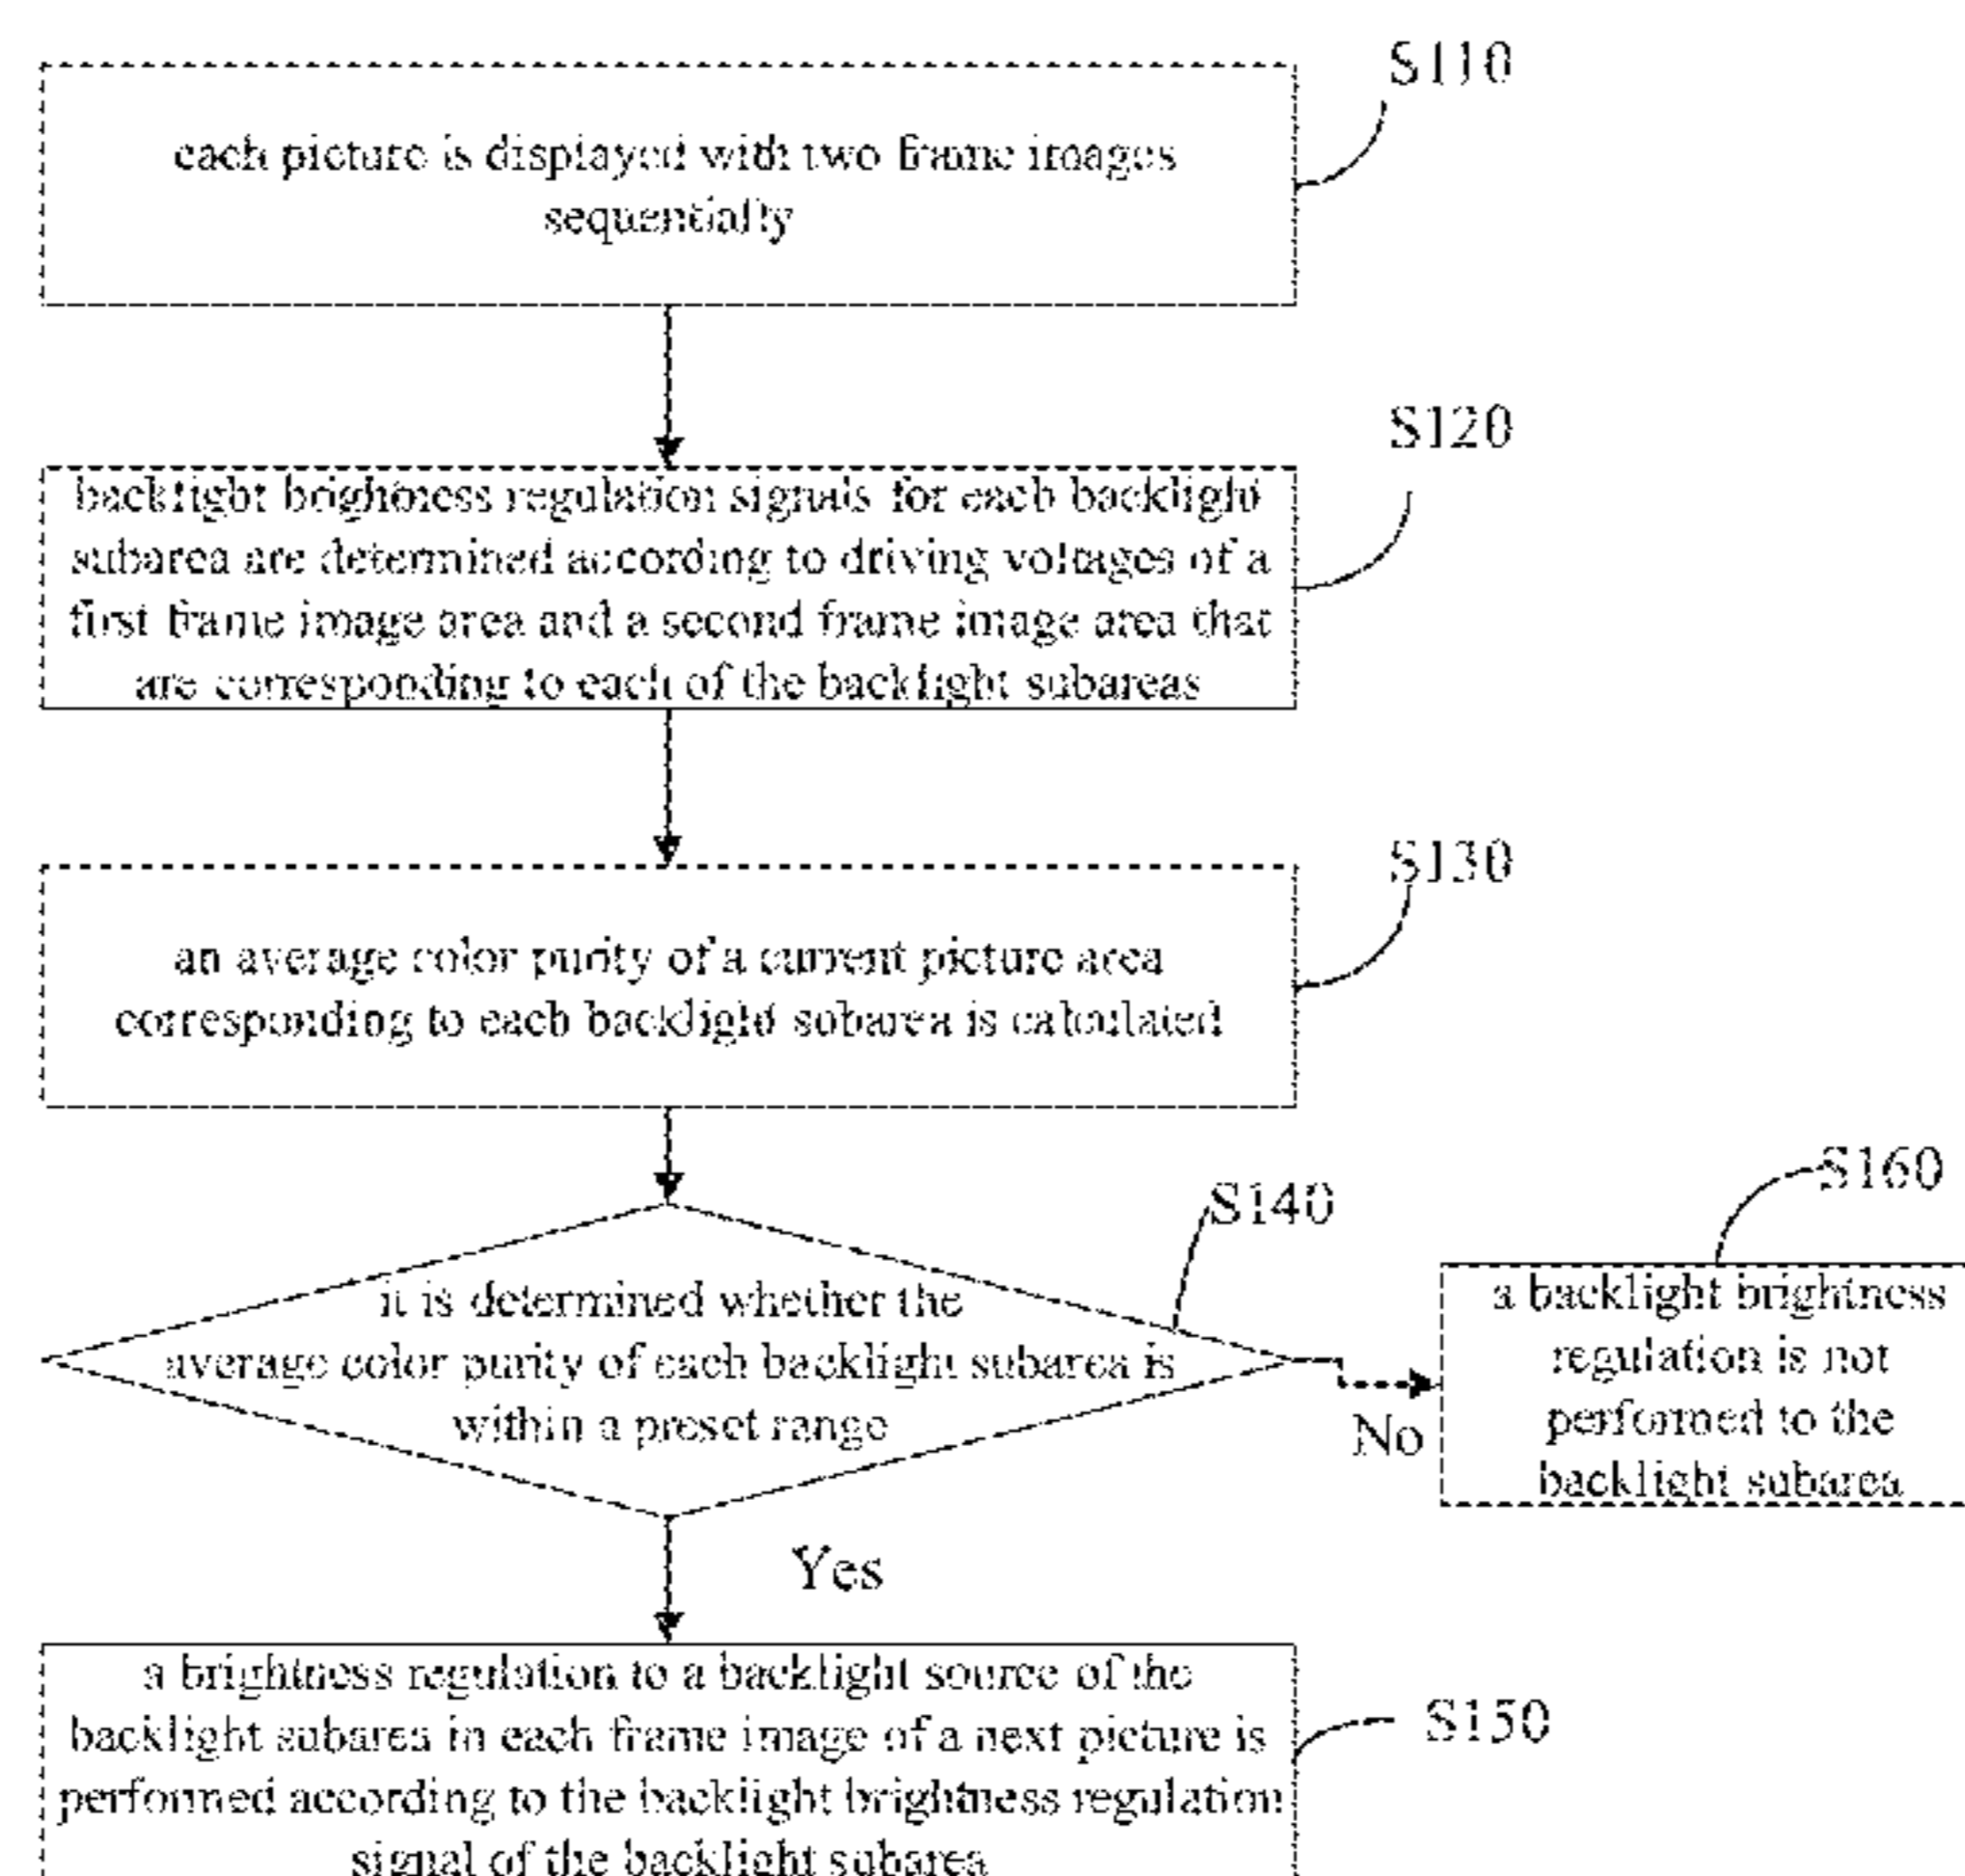 S110
each picture is displayed with two frame images
sequentially
S120
backlight brightness regulation signals for each backlight
subarea are determined according to driving voltages of a
first frame image area and a second frame image area that
are corresponding to each of the backlight subareas
S130
an average color purity of a current picture area
corresponding to each backlight subarea is calculated
S140
it is determined whether the
average color purity of each backlight subarea is
within a preset range
S160
a backlight brightness
regulation is not
performed to the
backlight subarea
No
Yes
S150
a brightness regulation to a backlight source of the
backlight subarea in each frame image of a next picture is
performed according to the backlight brightness regulation
signal of the backlight subarea